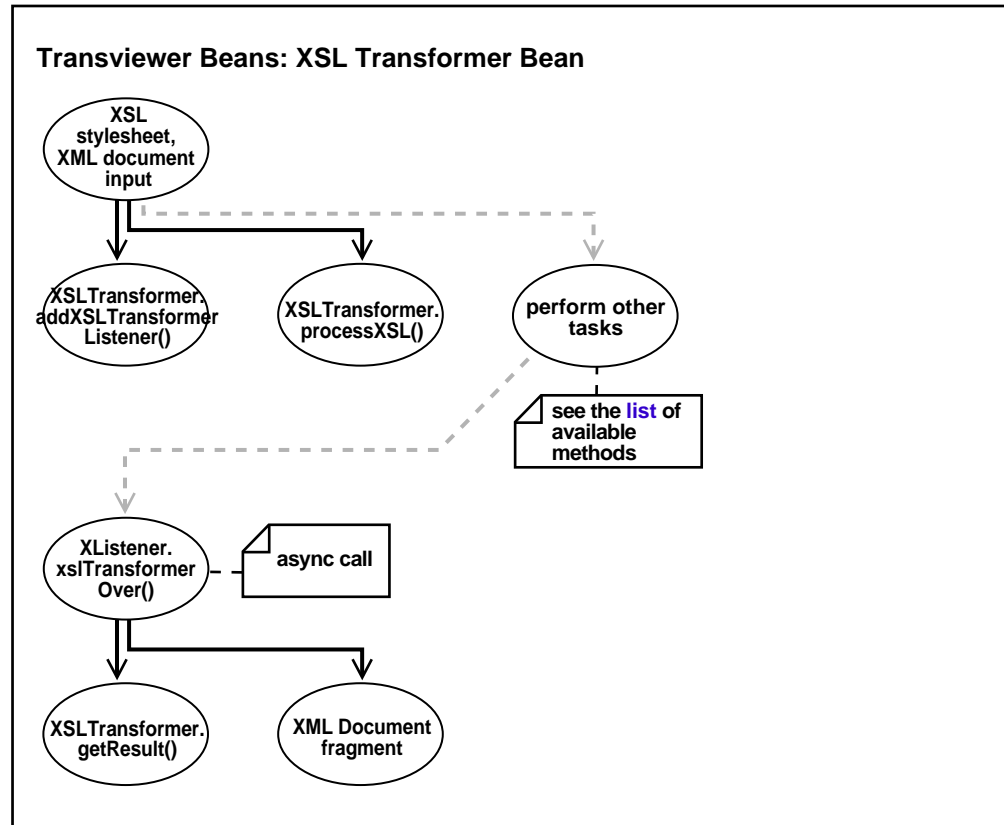 Transviewer Beans: XSL Transformer Bean
XSL
stylesheet,
XML document
input
XSLTransformer.
addXSLTransformer
Listener()
XSLTransformer.
processXSL()
perform other
tasks
see the list of
available
methods
XListener.
xslTransformer
Over()
async call
XSLTransformer.
getResult()
XML Document
fragment